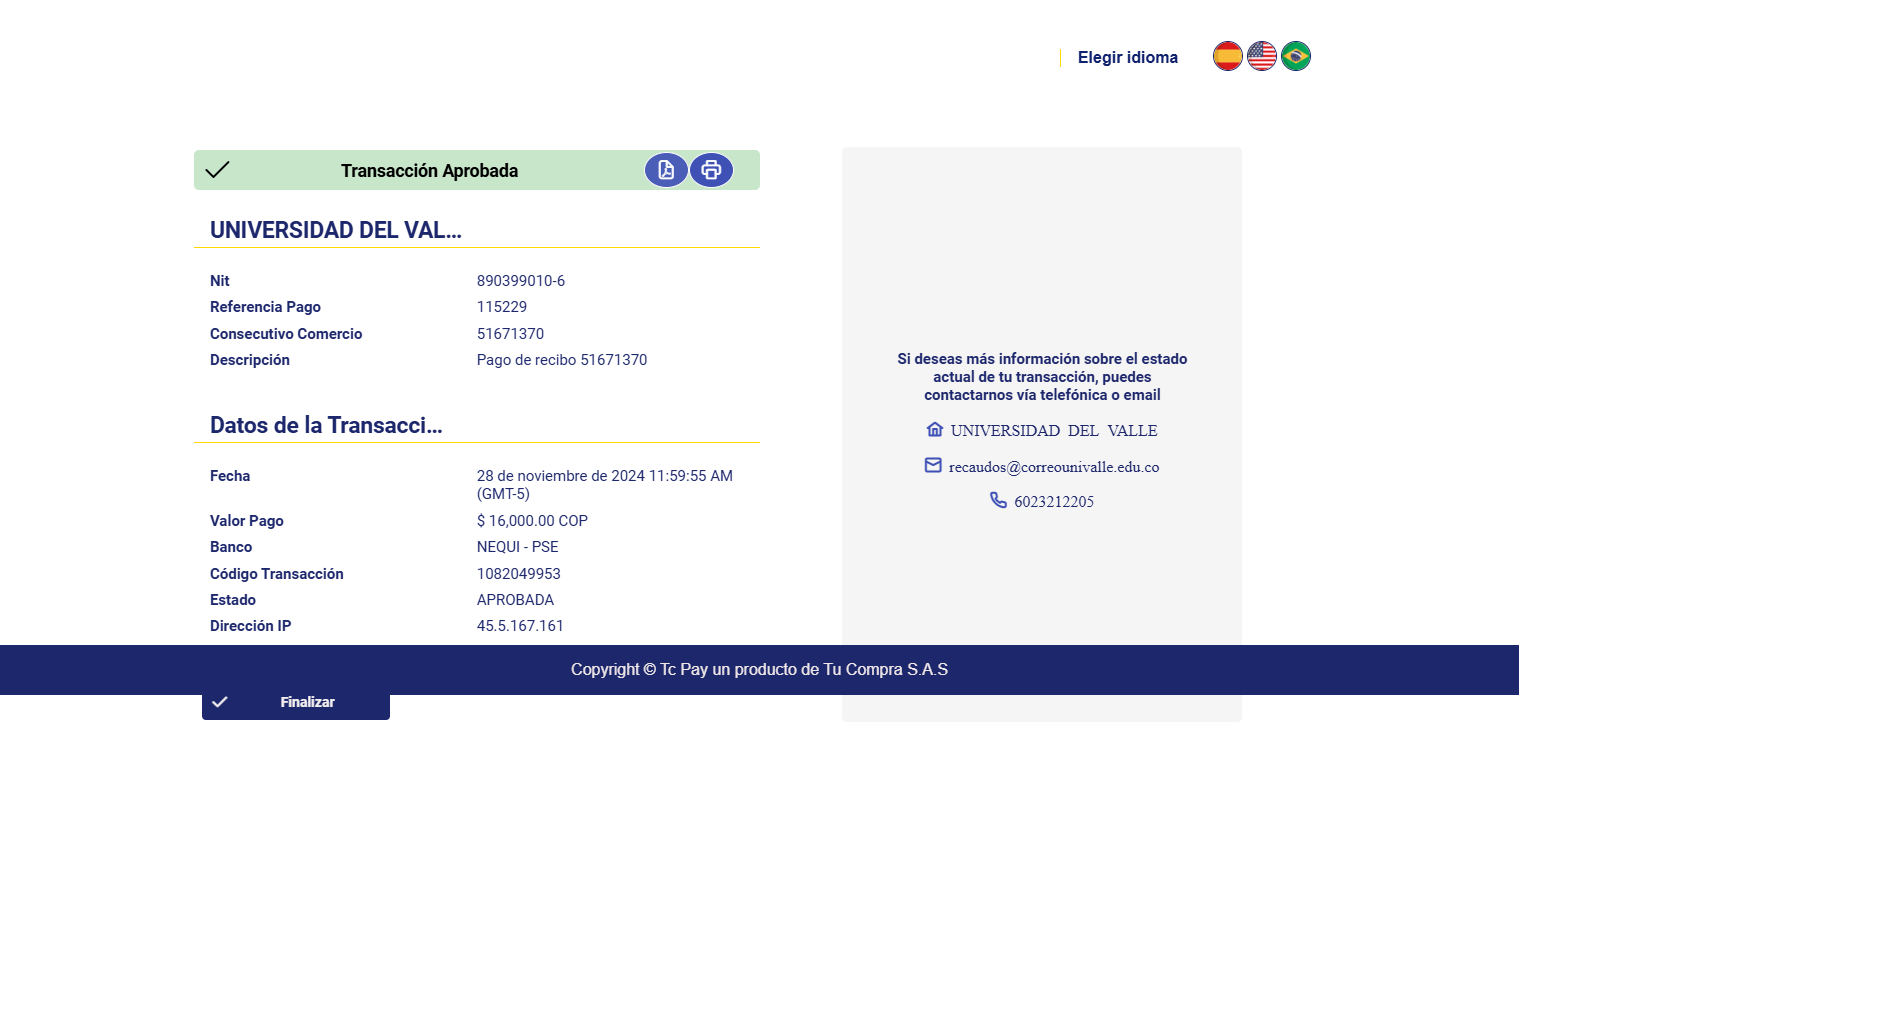 Elegir idioma
Transacción Aprobada
UNIVERSIDAD DEL VAL...
Nit 890399010-6
Referencia Pago 115229
Consecutivo Comercio 51671370
Descripción Pago de recibo 51671370
Datos de la Transacci...
Fecha 28 de noviembre de 2024 11:59:55 AM
(GMT-5)
Valor Pago $ 16,000.00 COP
Banco NEQUI - PSE
Código Transacción 1082049953
Estado APROBADA
Dirección IP 45.5.167.161
Si deseas más información sobre el estado
actual de tu transacción, puedes
contactarnos vía telefónica o email
UNIVERSIDAD DEL VALLE
recaudos@correounivalle.edu.co
6023212205
Copyright © Tc Pay un producto de Tu Compra S.A.S
Finalizar